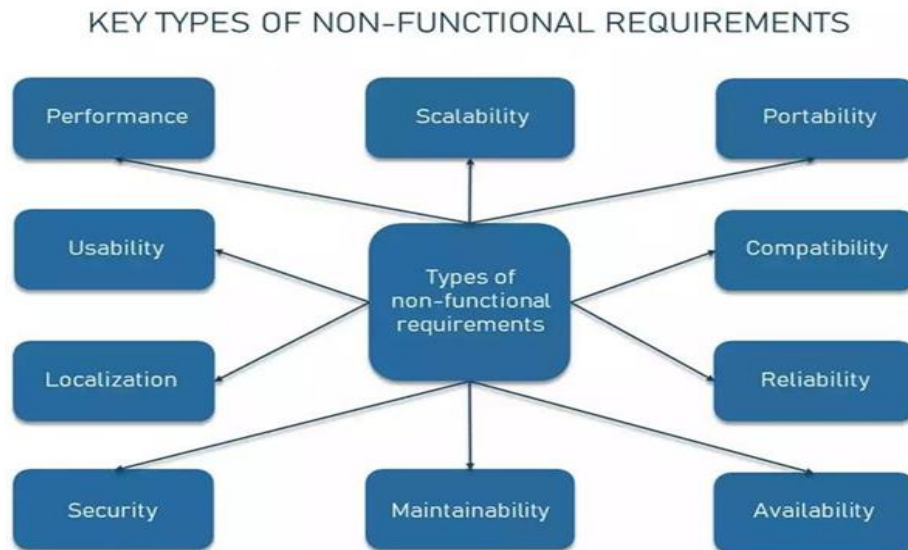 KEY TYPES OF NON-FUNCTIONAL REQUIREMENTS
Performance
Scalability
Portability
Usability
Types of
non-functional
requirements
Compatibility
Localization
Reliability
Security
Maintainability
Availability